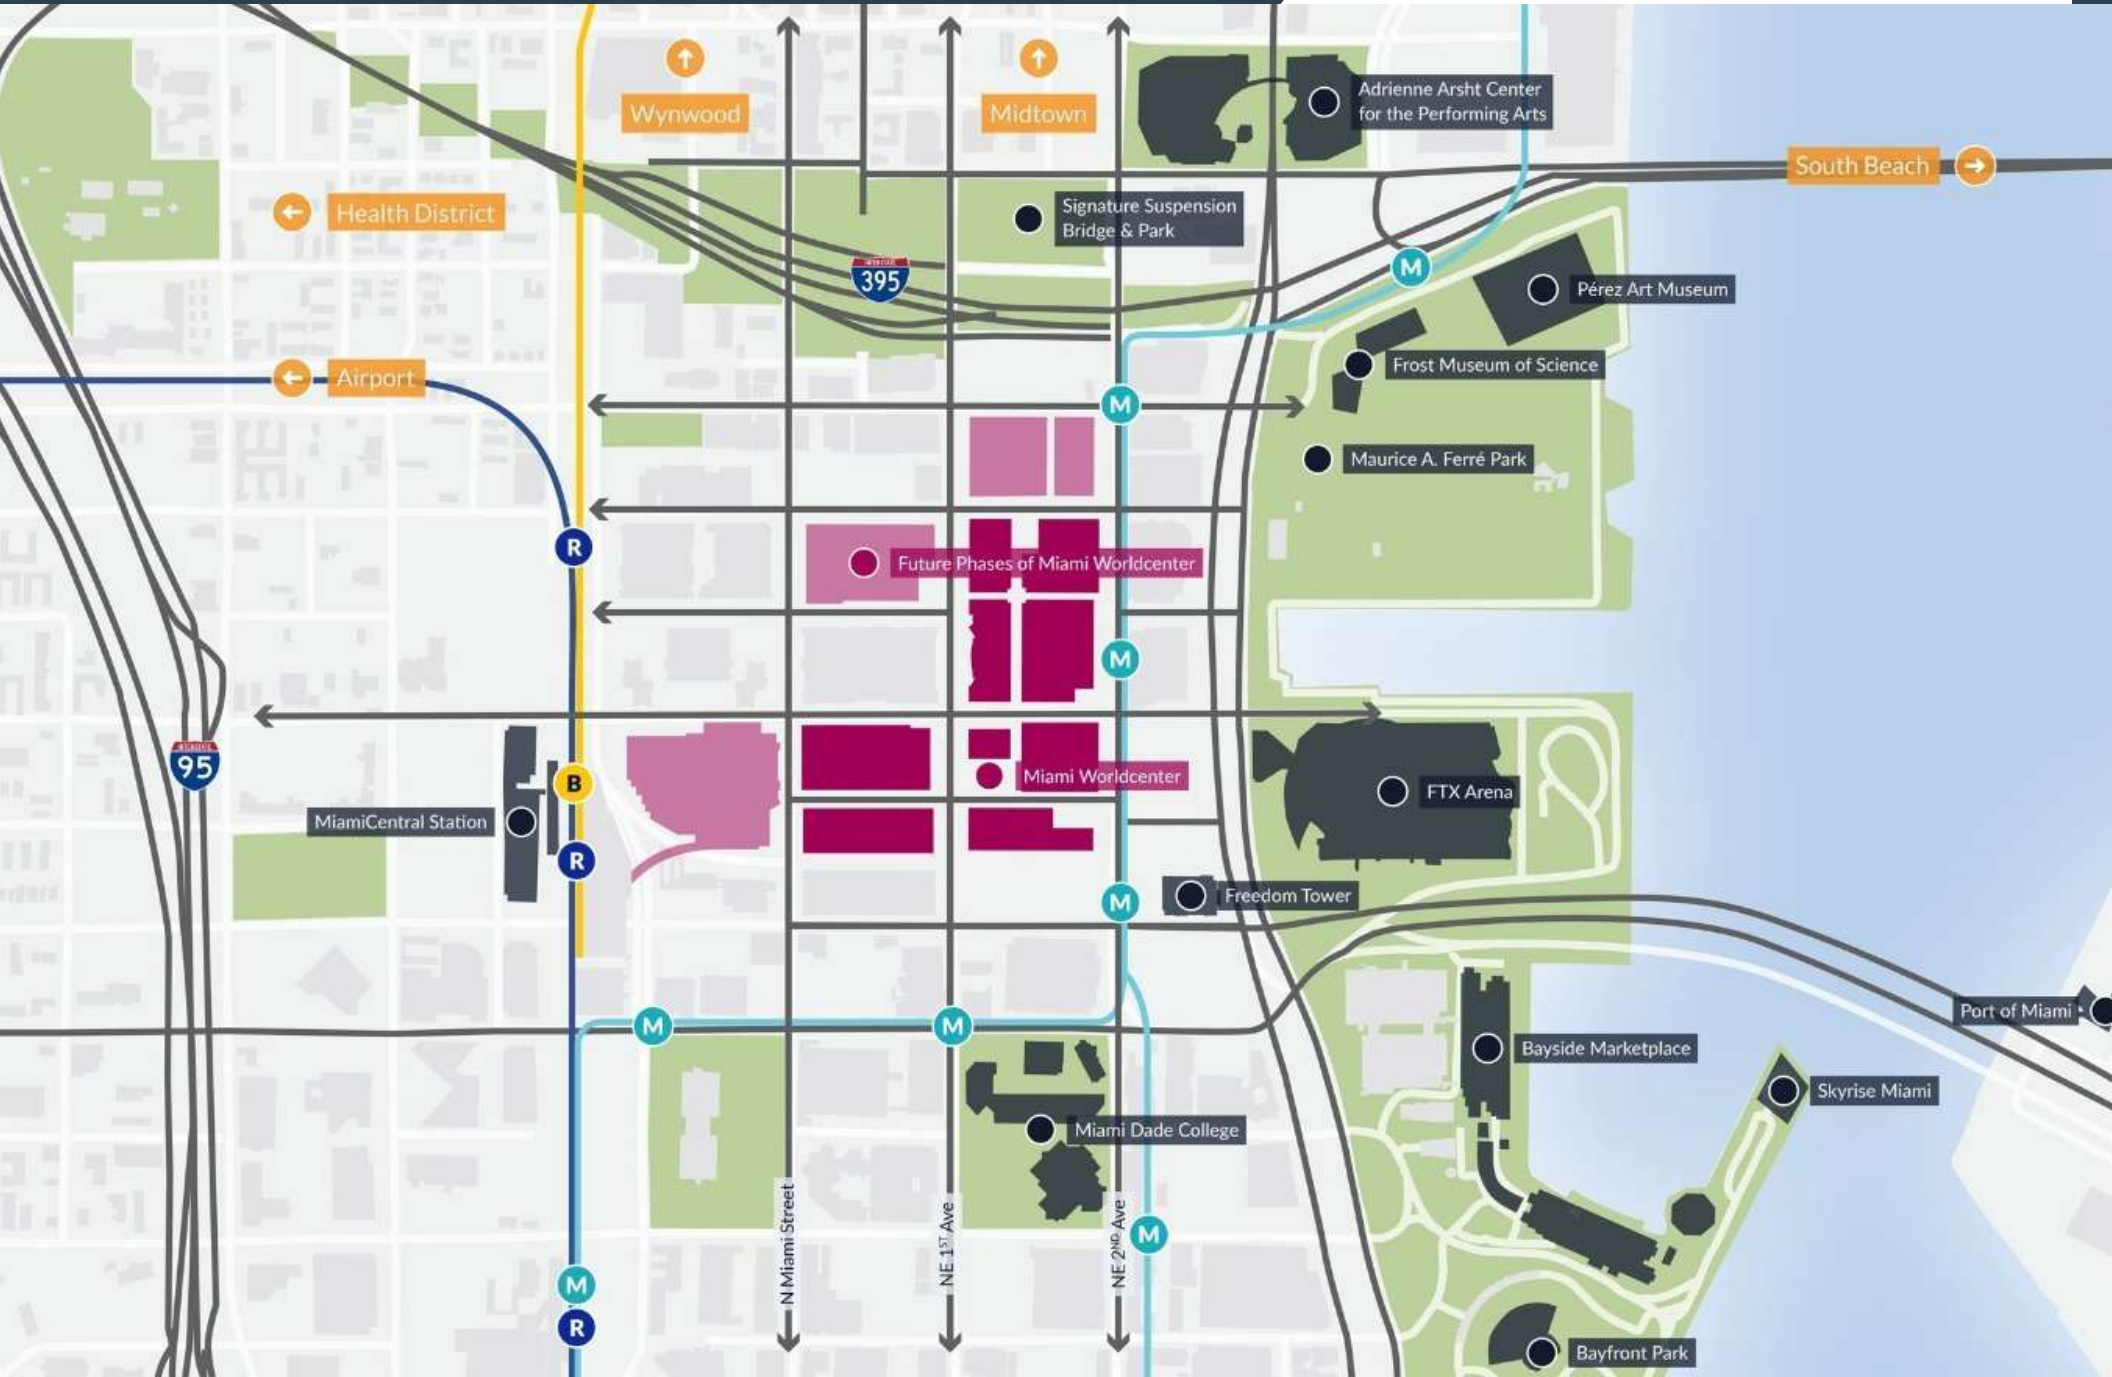 Wynwood
Midtown
Adrienne Arsht Center
for the Performing Arts
South Beach
Health District
Signature Suspension
Bridge & Park
INTERSTATE
395
Pérez Art Museum
Frost Museum of Science
Airport
M
M
Maurice A. Ferré Park
R
Future Phases of Miami Worldcenter
M
INTERSTATE
95
B
Miami Worldcenter
FTX Arena
MiamiCentral Station
R
M
Freedom Tower
Port of Miami
M
M
Bayside Marketplace
Skyrise Miami
Miami Dade College
N Miami Street
NE 1ST Ave
NE 2ND Ave
M
M
R
Bayfront Park